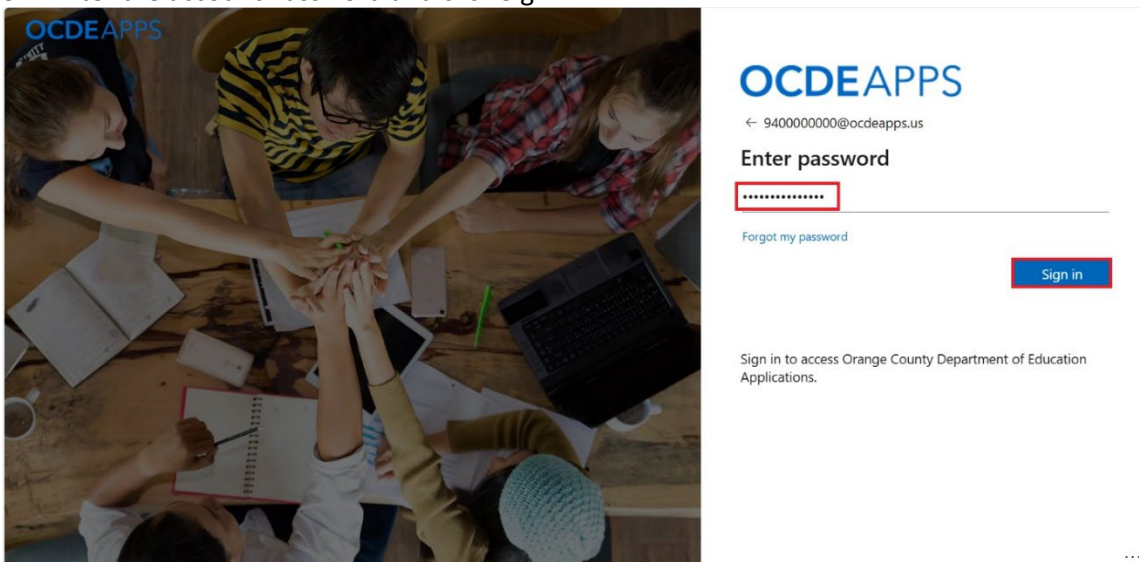 OCDEAPPS
OCDEAPPS
← 9400000000@ocdeapps.us
Enter password
•••••••••••••••
Forgot my password
Sign in
Sign in to access Orange County Department of Education
Applications.
...